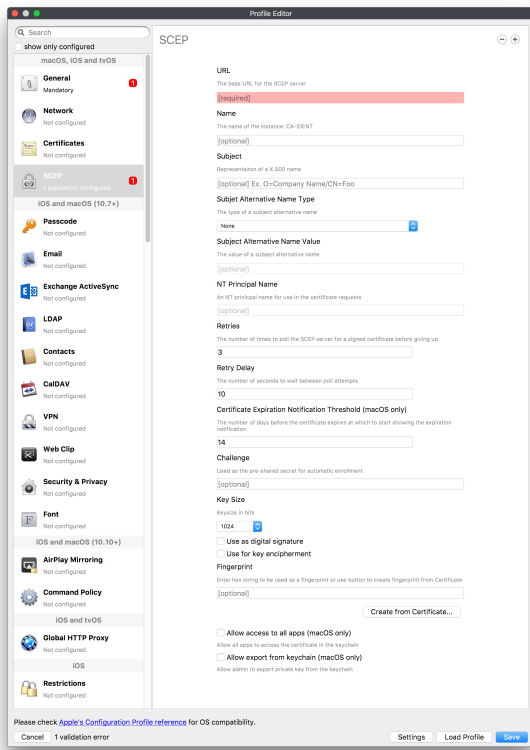 Profile Editor
Search
show only configured
macOS, iOS and tvOS
General
Mandatory
1
Network
Not configured
Certificates
Not configured
SCEP
1 payload(s) configured.
1
iOS and macOS (10.7+)
Passcode
Not configured
Email
Not configured
Exchange ActiveSync
Not configured
LDAP
Not configured
Contacts
Not configured
CalDAV
Not configured
VPN
Not configured
Web Clip
Not configured
Security & Privacy
Not configured
Font
Not configured
iOS and macOS (10.10+)
AirPlay Mirroring
Not configured
Command Policy
Not configured
iOS and tvOS
Global HTTP Proxy
Not configured
iOS
Restrictions
Not configured
SCEP
URL
The base URL for the SCEP server
[required]
Name
The name of the instance: CA-IDENT
[optional]
Subject
Representaiton of a X.500 name
[optional] Ex. O=Company Name/CN=Foo
Subjet Alternative Name Type
The type of a subject alternative name
None
Subject Alternative Name Value
The value of a subject alternative name
[optional]
NT Principal Name
An NT prinicpal name for use in the certificate requests
[optional]
Retries
The number of times to poll the SCEP server for a signed certificate before giving up
3
Retry Delay
The number of seconds to wait between poll attempts
10
Certificate Expiration Notification Threshold (macOS only)
The number of days before the certificate expires at which to start showing the expiration
notification
14
Challenge
Used as the pre-shared secret for automatic enrollment
[optional]
Key Size
Keysize in bits
1024
Use as digital signature
Use for key encipherment
Fingerprint
Enter hex string to be used as a fingerprint or use button to create fingerprint from Certificate
[optional]
Create from Certificate...
Allow access to all apps (macOS only)
Allow all apps to access the certificate in the keychain
Allow export from keychain (macOS only)
Allow admin to export private key from the keychain
Please check Apple's Configuration Profile reference for OS compatibility.
Cancel 1 validation error Settings Load Profile Save